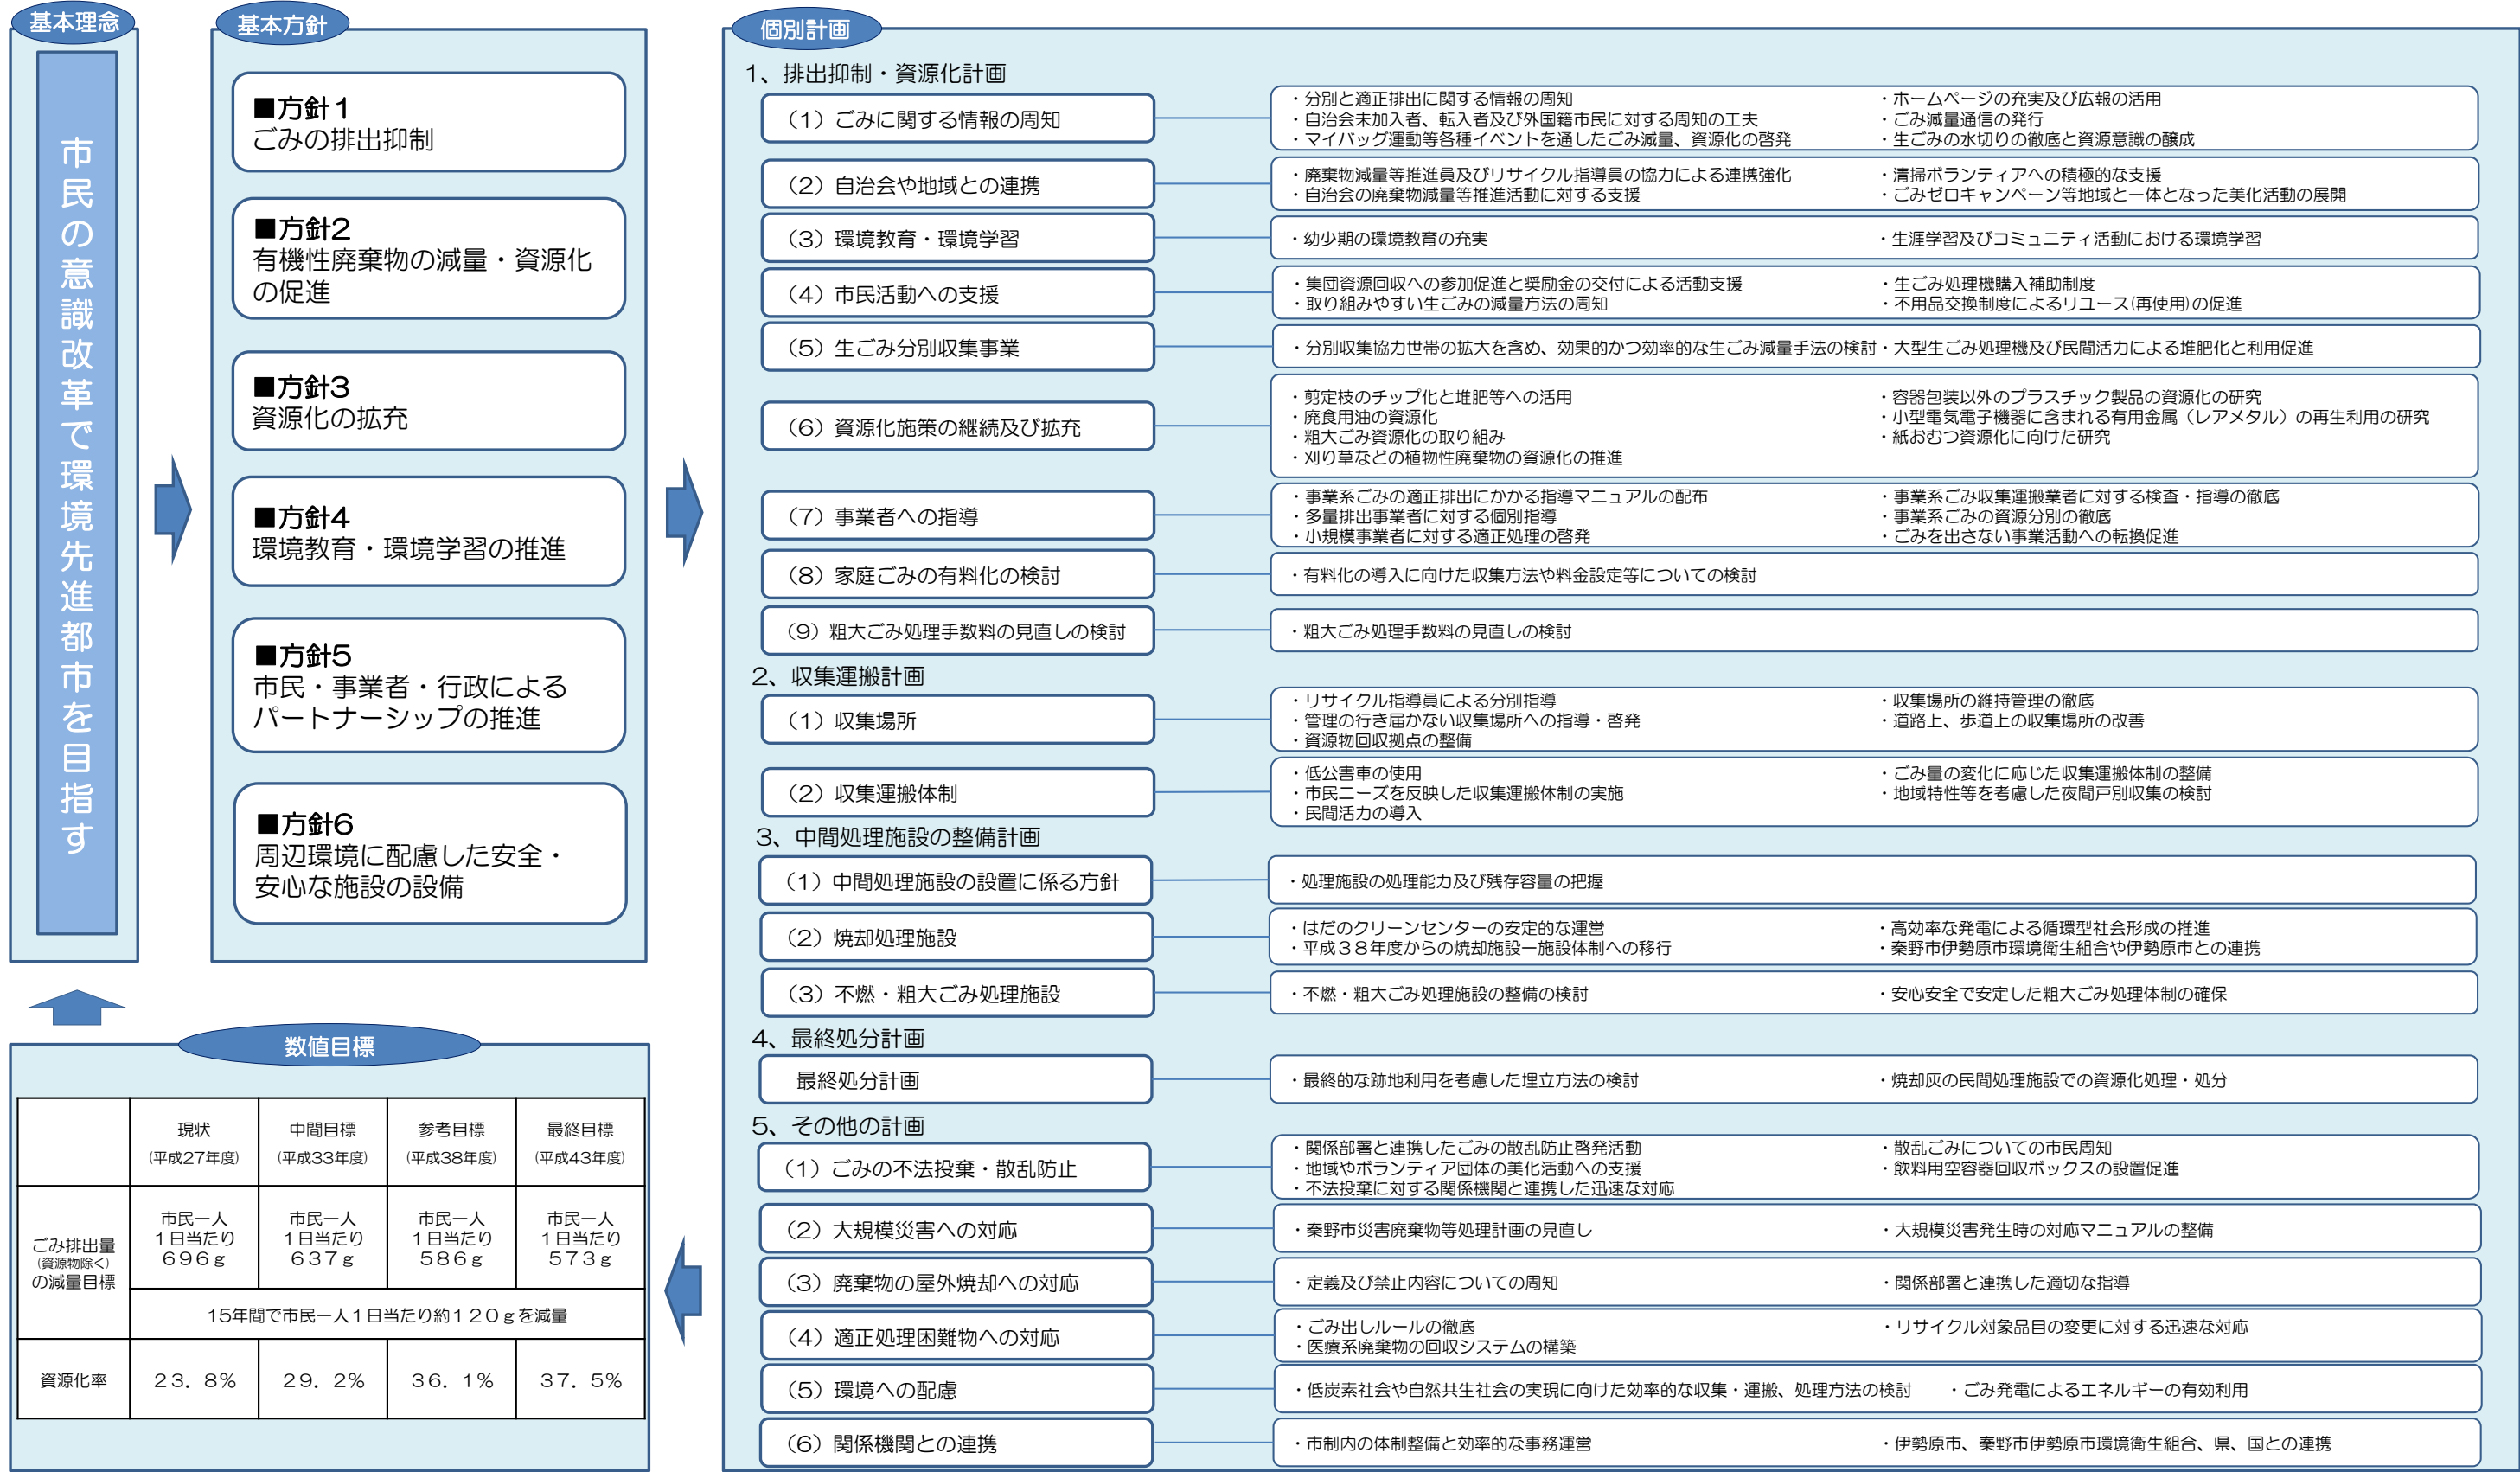 基本理念
市民の意識改革で環境先進都市を目指す
基本方針
■方針1
ごみの排出抑制
■方針2
有機性廃棄物の減量・資源化
の促進
■方針3
資源化の拡充
■方針4
環境教育・環境学習の推進
■方針5
市民・事業者・行政による
パートナーシップの推進
■方針6
周辺環境に配慮した安全・
安心な施設の設備
個別計画
1、排出抑制・資源化計画
（1）ごみに関する情報の周知
・分別と適正排出に関する情報の周知
・自治会未加入者、転入者及び外国籍市民に対する周知の工夫
・マイバッグ運動等各種イベントを通したごみ減量、資源化の啓発
・ホームページの充実及び広報の活用
・ごみ減量通信の発行
・生ごみの水切りの徹底と資源意識の醸成
（2）自治会や地域との連携
・廃棄物減量等推進員及びリサイクル指導員の協力による連携強化
・自治会の廃棄物減量等推進活動に対する支援
・清掃ボランティアへの積極的な支援
・ごみゼロキャンペーン等地域と一体となった美化活動の展開
（3）環境教育・環境学習
・幼少期の環境教育の充実
・生涯学習及びコミュニティ活動における環境学習
（4）市民活動への支援
・集団資源回収への参加促進と奨励金の交付による活動支援
・取り組みやすい生ごみの減量方法の周知
・生ごみ処理機購入補助制度
・不用品交換制度によるリユース(再使用)の促進
（5）生ごみ分別収集事業
・分別収集協力世帯の拡大を含め、効果的かつ効率的な生ごみ減量手法の検討・大型生ごみ処理機及び民間活力による堆肥化と利用促進
（6）資源化施策の継続及び拡充
・剪定枝のチップ化と堆肥等への活用
・廃食用油の資源化
・粗大ごみ資源化の取り組み
・刈り草などの植物性廃棄物の資源化の推進
・容器包装以外のプラスチック製品の資源化の研究
・小型電気電子機器に含まれる有用金属（レアメタル）の再生利用の研究
・紙おむつ資源化に向けた研究
（7）事業者への指導
・事業系ごみの適正排出にかかる指導マニュアルの配布
・多量排出事業者に対する個別指導
・小規模事業者に対する適正処理の啓発
・事業系ごみ収集運搬業者に対する検査・指導の徹底
・事業系ごみの資源分別の徹底
・ごみを出さない事業活動への転換促進
（8）家庭ごみの有料化の検討
・有料化の導入に向けた収集方法や料金設定等についての検討
（9）粗大ごみ処理手数料の見直しの検討
・粗大ごみ処理手数料の見直しの検討
2、収集運搬計画
（1）収集場所
・リサイクル指導員による分別指導
・管理の行き届かない収集場所への指導・啓発
・資源物回収拠点の整備
・収集場所の維持管理の徹底
・道路上、歩道上の収集場所の改善
（2）収集運搬体制
・低公害車の使用
・市民ニーズを反映した収集運搬体制の実施
・民間活力の導入
・ごみ量の変化に応じた収集運搬体制の整備
・地域特性等を考慮した夜間戸別収集の検討
3、中間処理施設の整備計画
（1）中間処理施設の設置に係る方針
・処理施設の処理能力及び残存容量の把握
（2）焼却処理施設
・はだのクリーンセンターの安定的な運営
・平成３８年度からの焼却施設一施設体制への移行
・高効率な発電による循環型社会形成の推進
・秦野市伊勢原市環境衛生組合や伊勢原市との連携
（3）不燃・粗大ごみ処理施設
・不燃・粗大ごみ処理施設の整備の検討
・安心安全で安定した粗大ごみ処理体制の確保
4、最終処分計画
最終処分計画
・最終的な跡地利用を考慮した埋立方法の検討
・焼却灰の民間処理施設での資源化処理・処分
5、その他の計画
（1）ごみの不法投棄・散乱防止
・関係部署と連携したごみの散乱防止啓発活動
・地域やボランティア団体の美化活動への支援
・不法投棄に対する関係機関と連携した迅速な対応
・散乱ごみについての市民周知
・飲料用空容器回収ボックスの設置促進
（2）大規模災害への対応
・秦野市災害廃棄物等処理計画の見直し
・大規模災害発生時の対応マニュアルの整備
（3）廃棄物の屋外焼却への対応
・定義及び禁止内容についての周知
・関係部署と連携した適切な指導
（4）適正処理困難物への対応
・ごみ出しルールの徹底
・医療系廃棄物の回収システムの構築
・リサイクル対象品目の変更に対する迅速な対応
（5）環境への配慮
・低炭素社会や自然共生社会の実現に向けた効率的な収集・運搬、処理方法の検討
・ごみ発電によるエネルギーの有効利用
（6）関係機関との連携
・市制内の体制整備と効率的な事務運営
・伊勢原市、秦野市伊勢原市環境衛生組合、県、国との連携
数値目標
現状
(平成27年度)
中間目標
(平成33年度)
参考目標
(平成38年度)
最終目標
(平成43年度)
ごみ排出量
(資源物除く)
の減量目標
市民一人
１日当たり
６９６ｇ
市民一人
１日当たり
６３７ｇ
市民一人
１日当たり
５８６ｇ
市民一人
１日当たり
５７３ｇ
15年間で市民一人１日当たり約１２０ｇを減量
資源化率
２３．８％
２９．２％
３６．１％
３７．５％